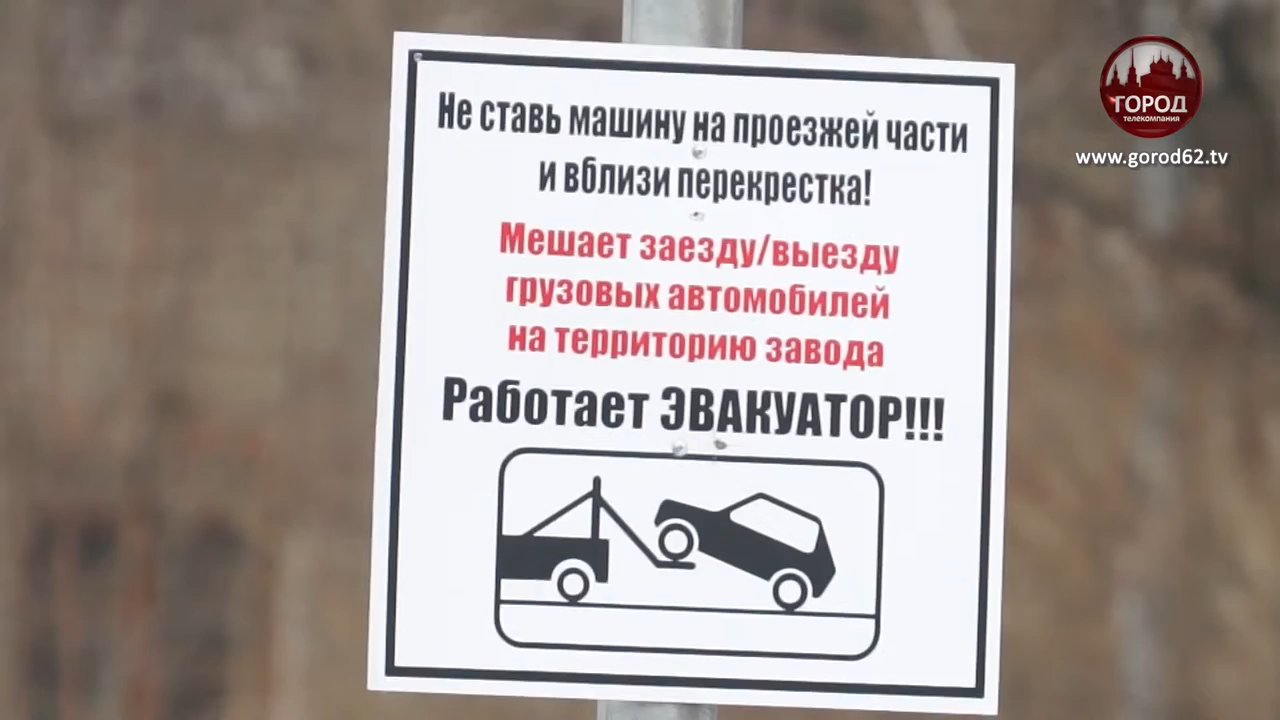 Не ставь машину на проезжей части
и вблизи перекрестка!
Мешает заезду/выезду
грузовых автомобилей
на территорию завода
Работает ЭВАКУАТОР!!!
ГОРОД
телекомпания
www.gorod62.tv